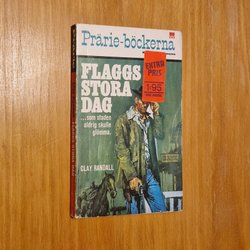 Prärie-böckerna
EXTRA
PRIS
1·95
FLAGGS
STORA
DAG
...som staden
aldrig skulle
glömma.
CLAY RANDALL